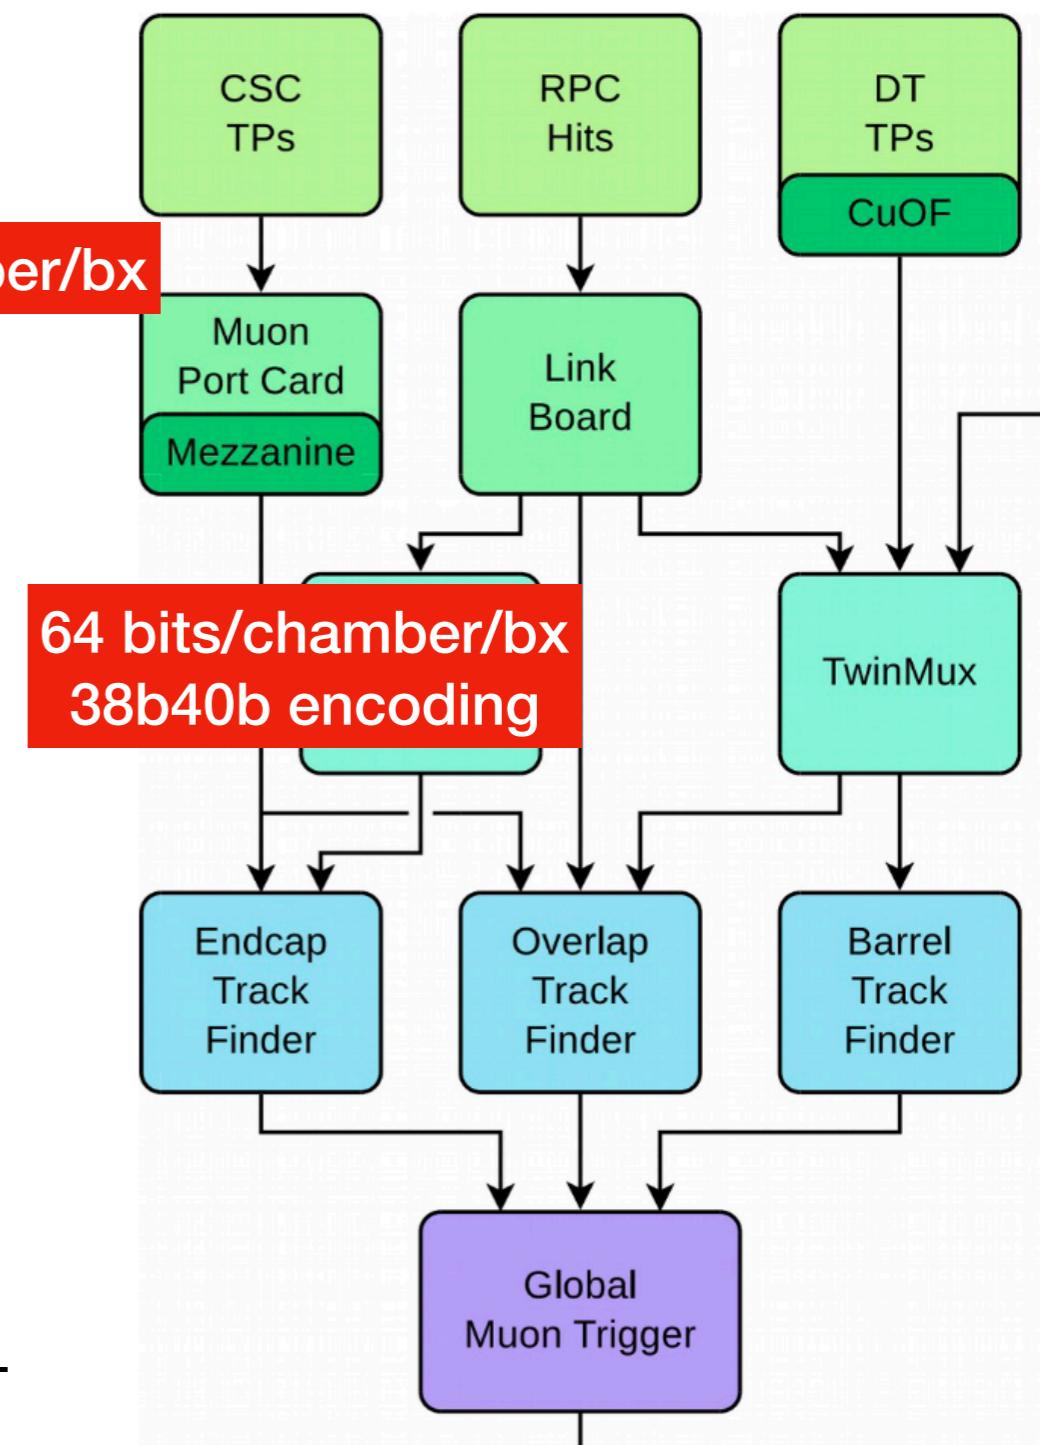 CSC
TPs
RPC
Hits
DT
TPs
CuOF
er/bx
Muon
Port Card
Mezzanine
Link
Board
64 bits/chamber/bx
38b40b encoding
TwinMux
Endcap
Track
Finder
Overlap
Track
Finder
Barrel
Track
Finder
Global
Muon Trigger